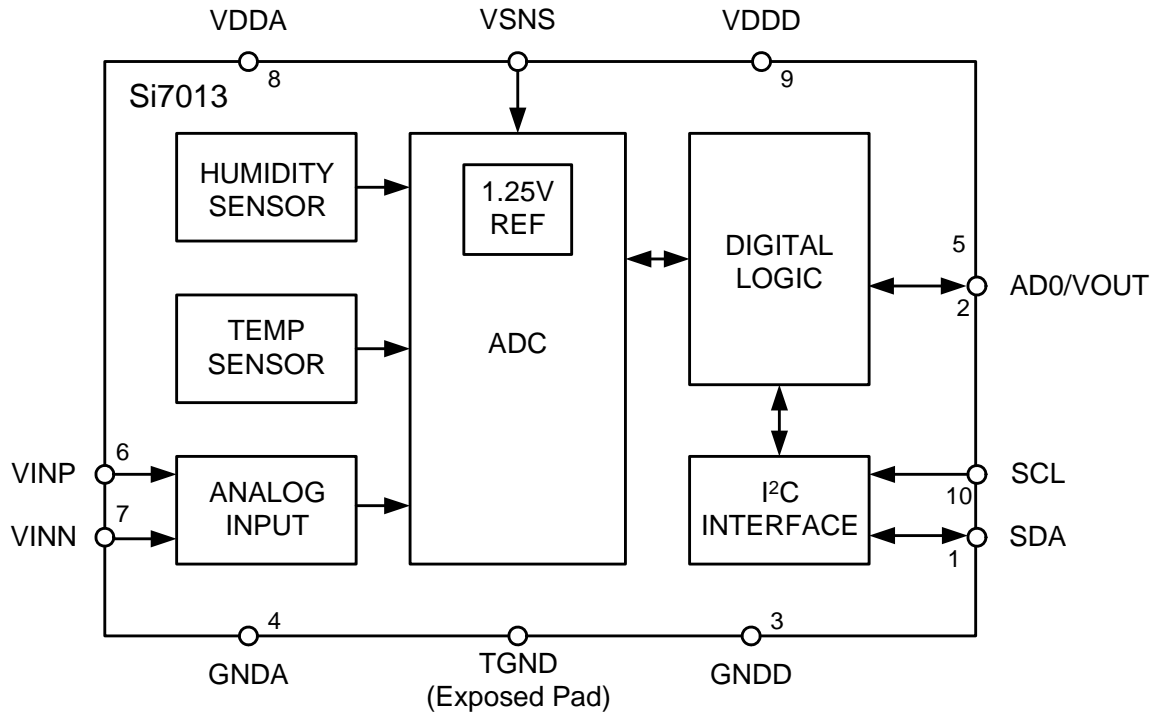 VDDA
VSNS
VDDD
8
9
Si7013
HUMIDITY
SENSOR
1.25V
REF
DIGITAL
LOGIC
5
AD0/VOUT
2
TEMP
SENSOR
ADC
6
VINP
7
VINN
ANALOG
INPUT
I²C
INTERFACE
SCL
10
SDA
1
4
3
GNDA
TGND
(Exposed Pad)
GNDD